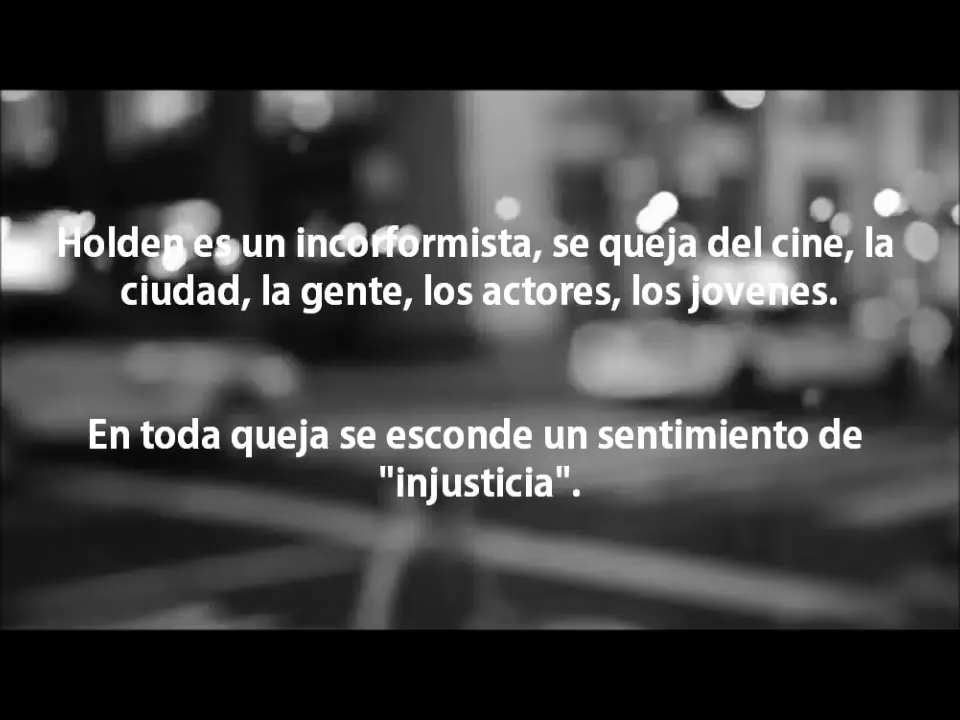 Holden es un incorformista, se queja del cine, la
ciudad, la gente, los actores, los jovenes.
En toda queja se esconde un sentimiento de
"injusticia".